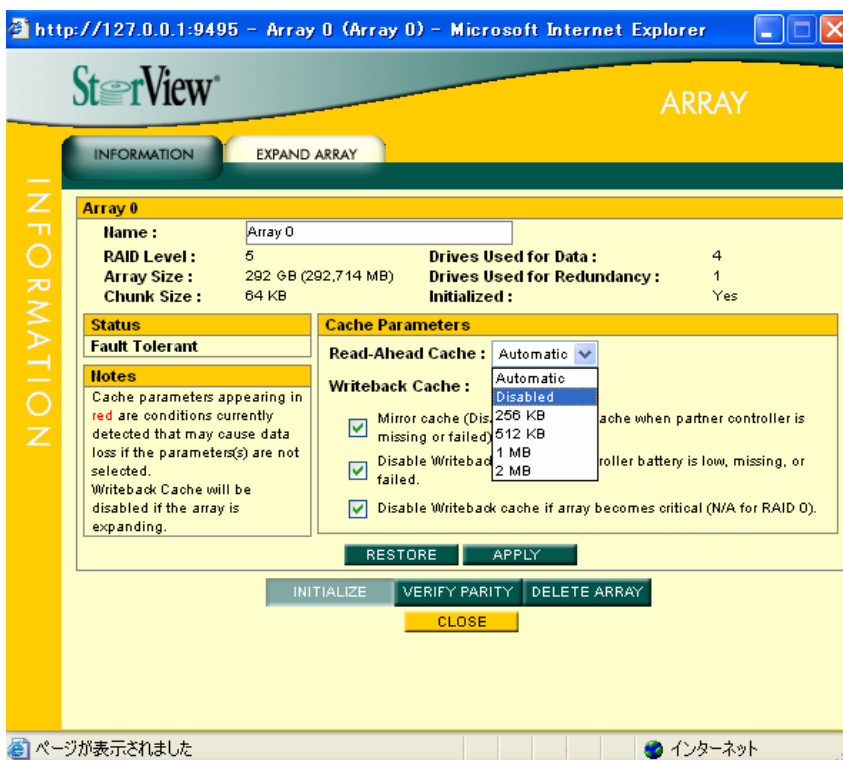 http://127.0.0.1:9495 - Array 0 (Array 0) - Microsoft Internet Explorer
StorView
ARRAY
INFORMATION
EXPAND ARRAY
INFORMATION
Array 0
Name : Array 0
RAID Level : 5 Drives Used for Data : 4
Array Size : 292 GB (292,714 MB) Drives Used for Redundancy : 1
Chunk Size : 64 KB Initialized : Yes
Status
Fault Tolerant
Notes
Cache parameters appearing in
red are conditions currently
detected that may cause data
loss if the parameters(s) are not
selected.
Writeback Cache will be
disabled if the array is
expanding.
Cache Parameters
Read-Ahead Cache : Automatic
Automatic
Disabled
256 KB
512 KB
1 MB
2 MB
Writeback Cache :
Mirror cache (Dis ache when partner controller is
missing or failed)
Disable Writebac roller battery is low, missing, or
failed.
Disable Writeback cache if array becomes critical (N/A for RAID 0).
RESTORE APPLY
INITIALIZE VERIFY PARITY DELETE ARRAY
CLOSE
ページが表示されました インターネット